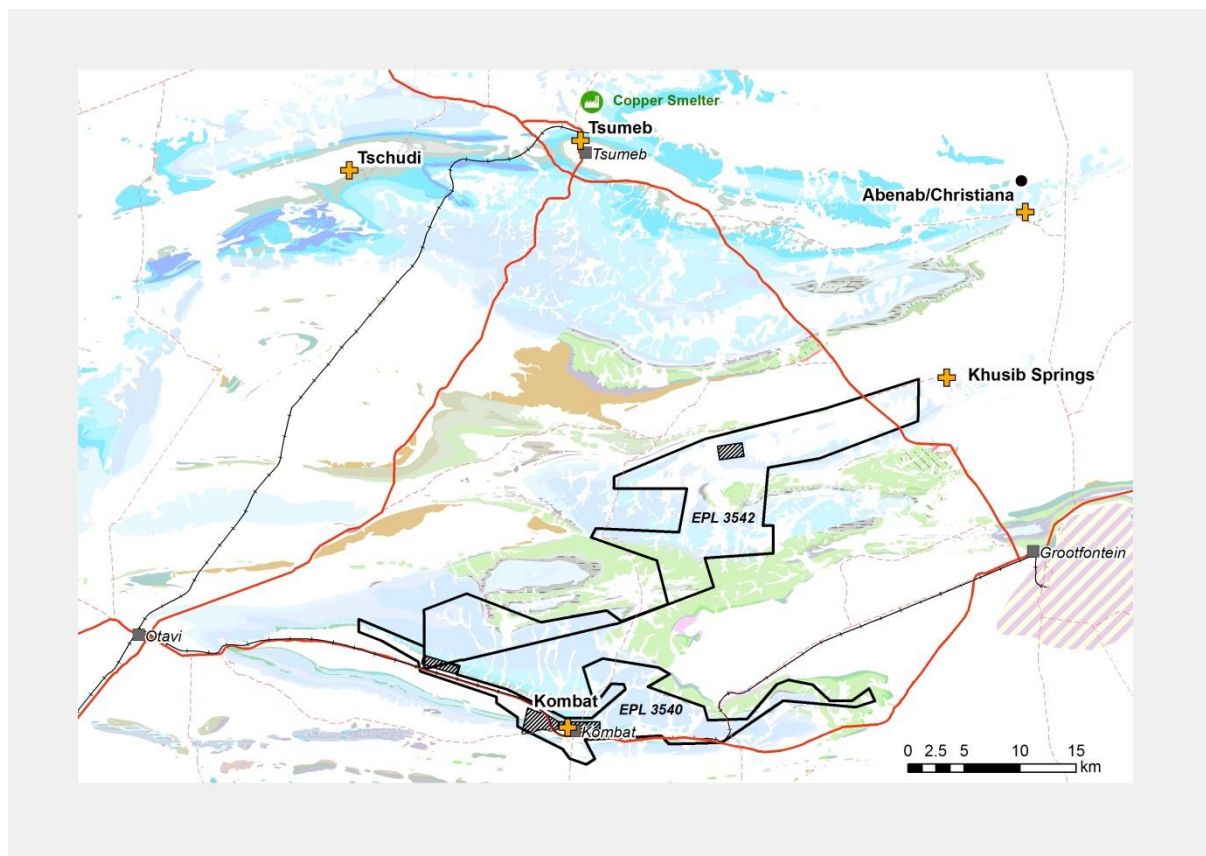 Copper Smelter
Tsumeb
Tsumeb
Tschudi
Abenab/Christiana
Khusib Springs
EPL 3542
Grootfontein
Otavi
Kombat
EPL 3540
Kombat
0 2.5 5 10 15
km